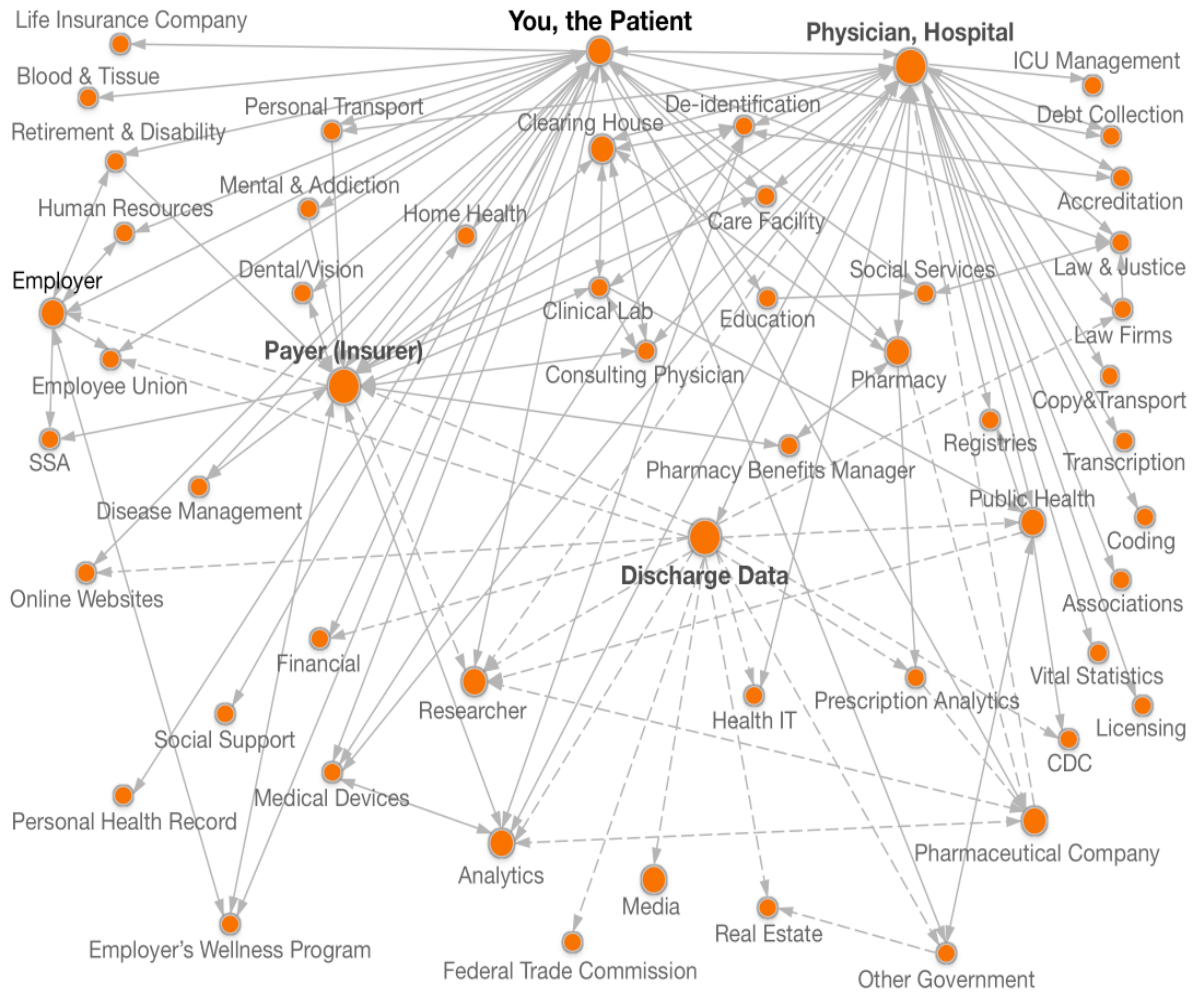 Life Insurance Company
You, the Patient
Physician, Hospital
ICU Management
Blood & Tissue
Personal Transport
De-identification
Debt Collection
Clearing House
Retirement & Disability
Mental & Addiction
Accreditation
Human Resources
Home Health
Care Facility
Employer
Dental/Vision
Social Services
Law & Justice
Clinical Lab
Education
Law Firms
Payer (Insurer)
Employee Union
Consulting Physician
Pharmacy
Copy&Transport
Registries
SSA
Pharmacy Benefits Manager
Transcription
Disease Management
Public Health
Coding
Discharge Data
Online Websites
Associations
Financial
Vital Statistics
Researcher
Health IT
Prescription Analytics
Licensing
Social Support
CDC
Medical Devices
Personal Health Record
Pharmaceutical Company
Analytics
Media
Real Estate
Employer's Wellness Program
Federal Trade Commission
Other Government